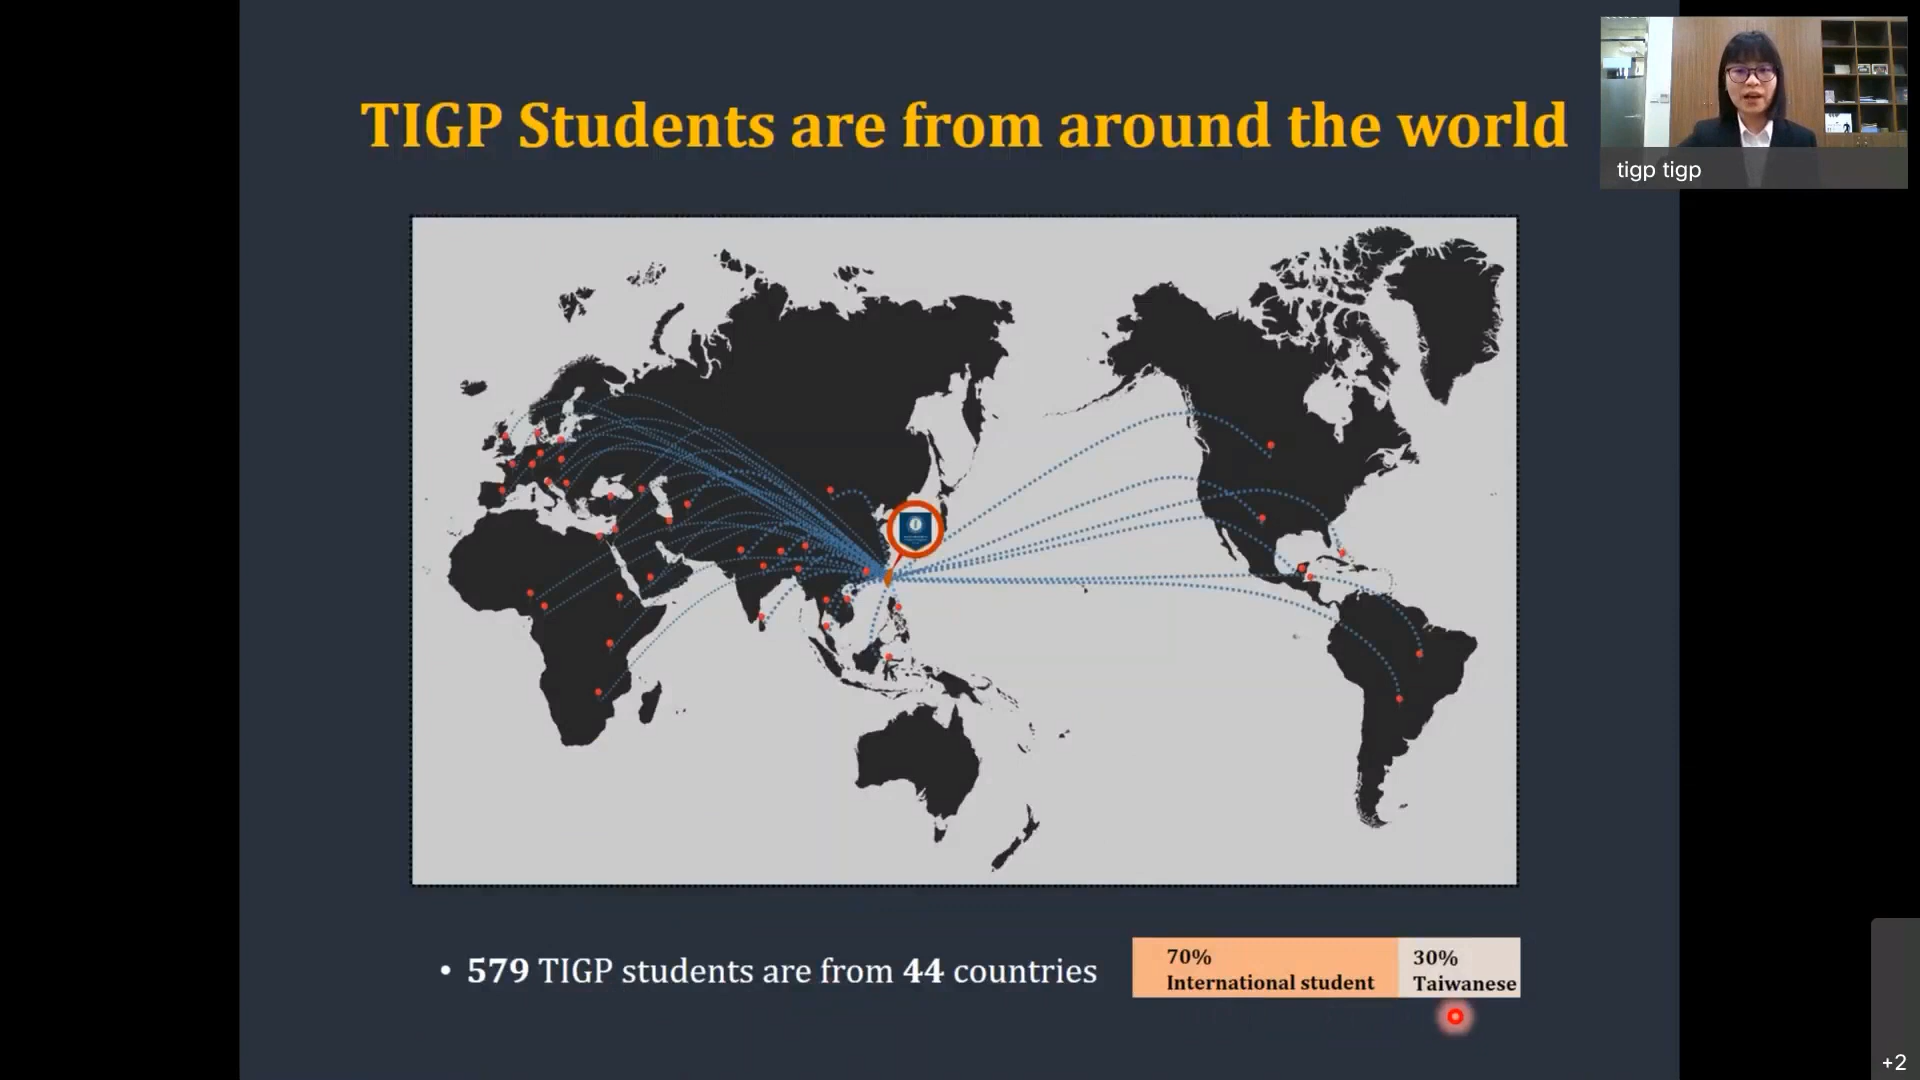 TIGP Students are from around the world
tigp tigp
• 579 TIGP students are from 44 countries
70%
International student
30%
Taiwanese
+2